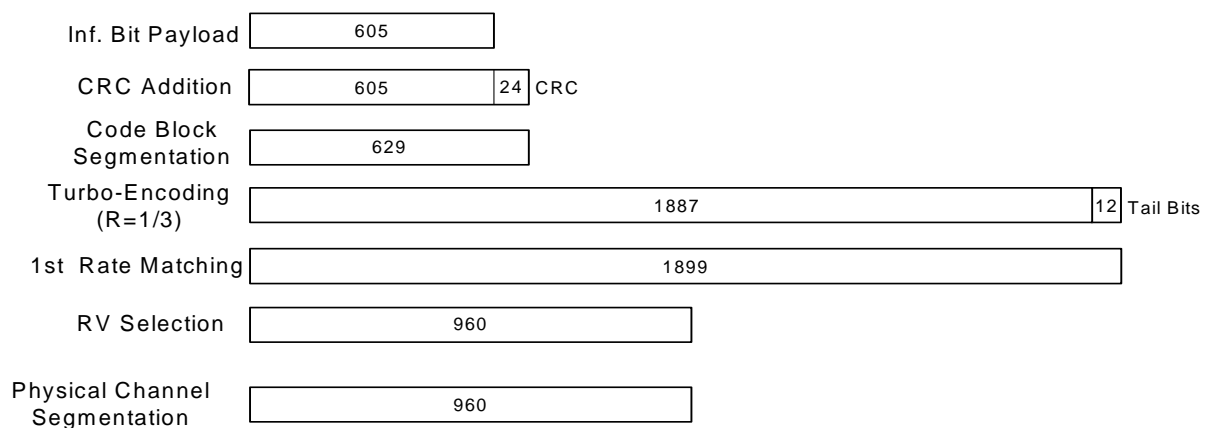 Inf. Bit Payload 605
CRC Addition 605 24 CRC
Code Block
Segmentation 629
Turbo-Encoding
(R=1/3) 1887 12 Tail Bits
1st Rate Matching 1899
RV Selection 960
Physical Channel
Segmentation 960